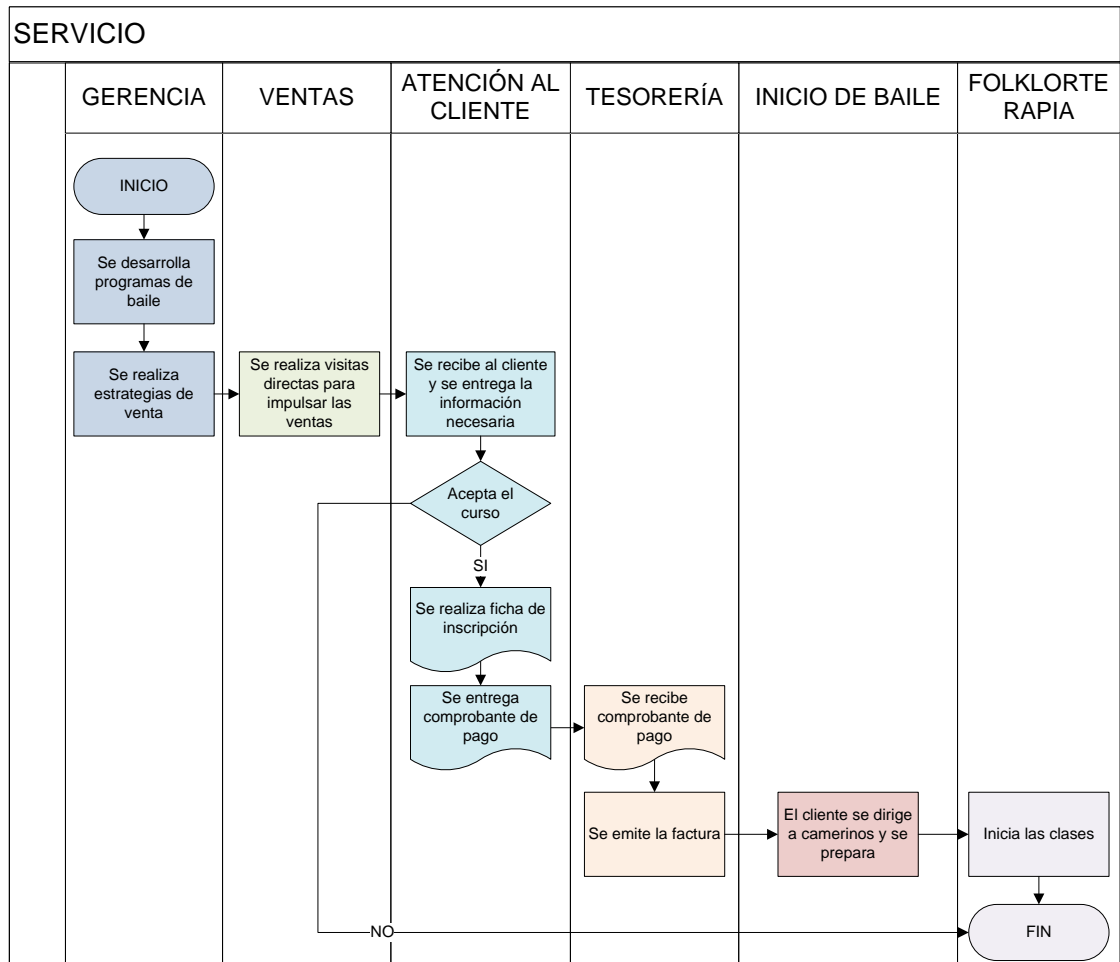 SERVICIO
GERENCIA
VENTAS
ATENCIÓN AL
CLIENTE
TESORERÍA
INICIO DE BAILE
FOLKLORTE
RAPIA
INICIO
Se desarrolla
programas de
baile
Se realiza
estrategias de
venta
Se realiza visitas
directas para
impulsar las
ventas
Se recibe al cliente
y se entrega la
información
necesaria
Acepta el
curso
SI
Se realiza ficha de
inscripción
Se entrega
comprobante de
pago
Se recibe
comprobante de
pago
Se emite la factura
El cliente se dirige
a camerinos y se
prepara
Inicia las clases
NO
FIN